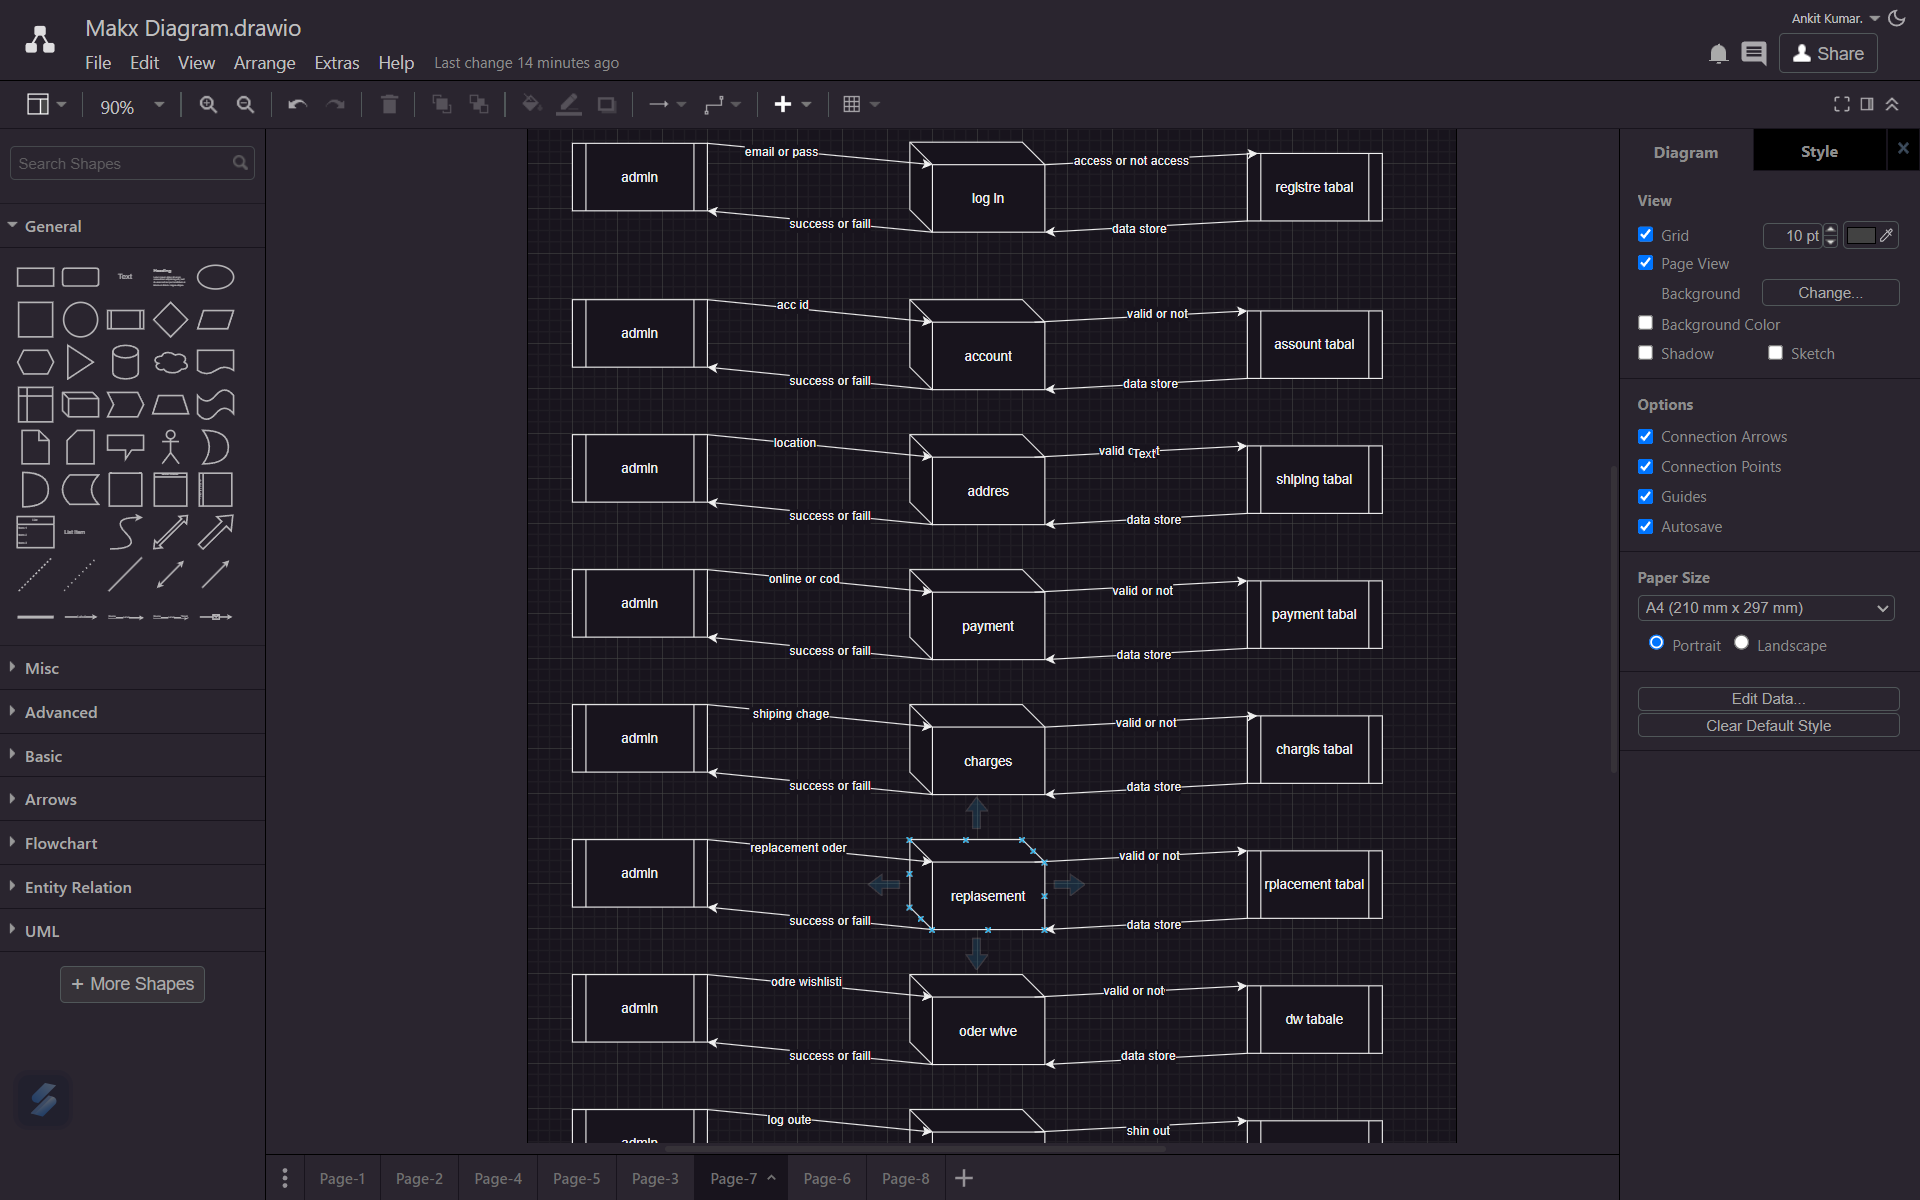 Makx Diagram.drawio
File Edit View Arrange Extras Help Last change 14 minutes ago
Ankit Kumar.
Share
90%
Search Shapes
General
Text
Heading
List Item
Misc
Advanced
Basic
Arrows
Flowchart
Entity Relation
UML
+ More Shapes
admin
email or pass
success or faill
log in
access or not access
data store
registre tabal
admin
acc id
success or faill
account
valid or not
data store
assount tabal
admin
location
success or faill
addres
valid
Text
data store
shiping tabal
admin
online or cod
success or faill
payment
valid or not
data store
payment tabal
admin
shiping chage
success or faill
charges
valid or not
data store
chargis tabal
admin
replacement oder
success or faill
replasement
valid or not
data store
rplacement tabal
admin
odre wishlisti
success or faill
oder wive
valid or not
data store
dw tabale
admin
log oute
shin out
Page-1 Page-2 Page-4 Page-5 Page-3 Page-7 Page-6 Page-8
Diagram Style
View
Grid 10 pt
Page View
Background Change...
Background Color
Shadow Sketch
Options
Connection Arrows
Connection Points
Guides
Autosave
Paper Size
A4 (210 mm x 297 mm)
Portrait Landscape
Edit Data...
Clear Default Style